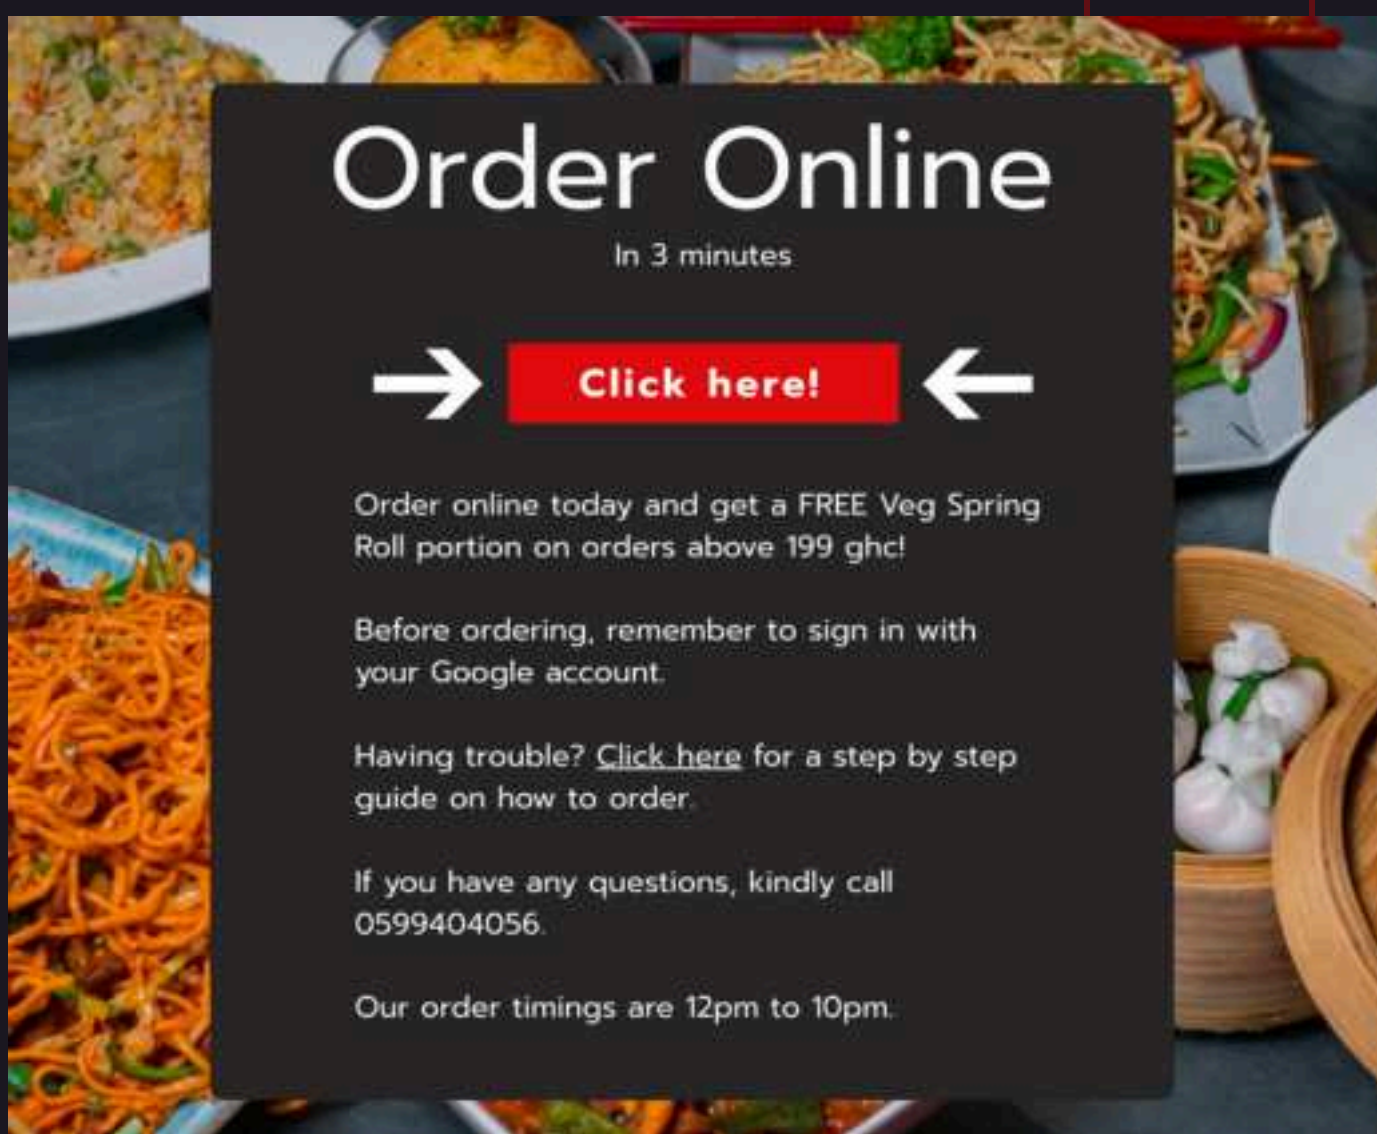 Order Online
In 3 minutes
Click here!
Order online today and get a FREE Veg Spring
Roll portion on orders above 199 ghc!
Before ordering, remember to sign in with
your Google account.
Having trouble? Click here for a step by step
guide on how to order.
If you have any questions, kindly call
0599404056.
Our order timings are 12pm to 10pm.